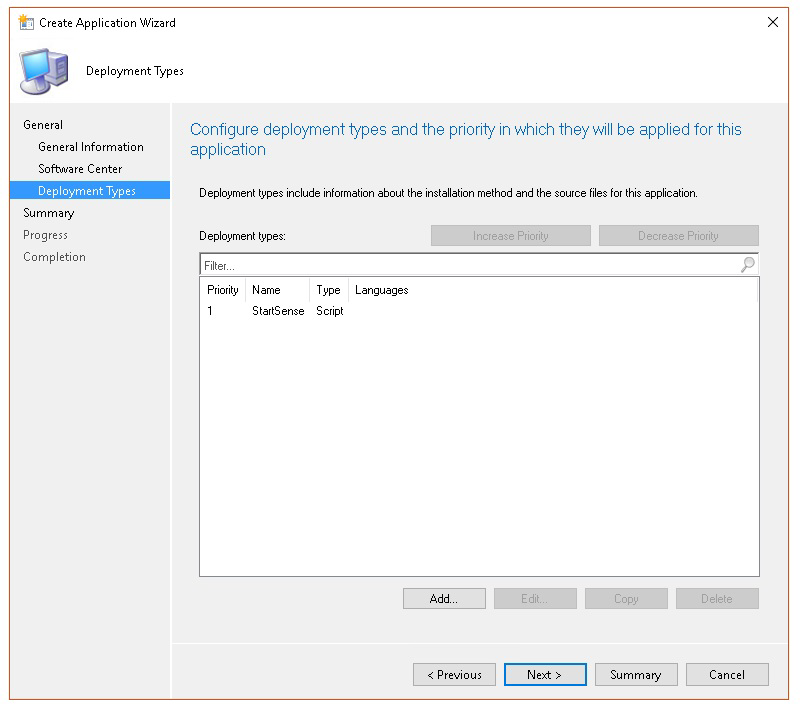 Create Application Wizard
Deployment Types
General
General Information
Software Center
Deployment Types
Summary
Progress
Completion
Configure deployment types and the priority in which they will be applied for this
application
Deployment types include information about the installation method and the source files for this application.
Deployment types:
Increase Priority
Decrease Priority
Filter...
Priority Name Type Languages
1 StartSense Script
Add...
Edit...
Copy
Delete
< Previous
Next >
Summary
Cancel